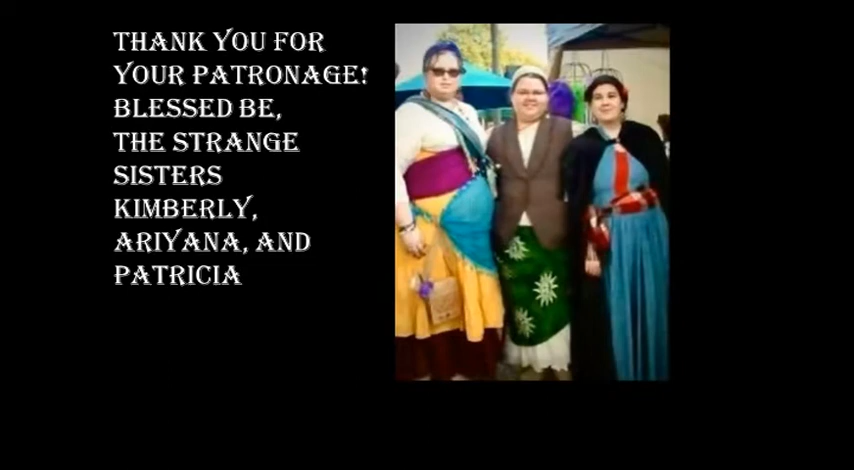 THANK YOU FOR
YOUR PATRONAGE!
BLESSED BE,
THE STRANGE
SISTERS
KIMBERLY,
ARIYANA, AND
PATRICIA